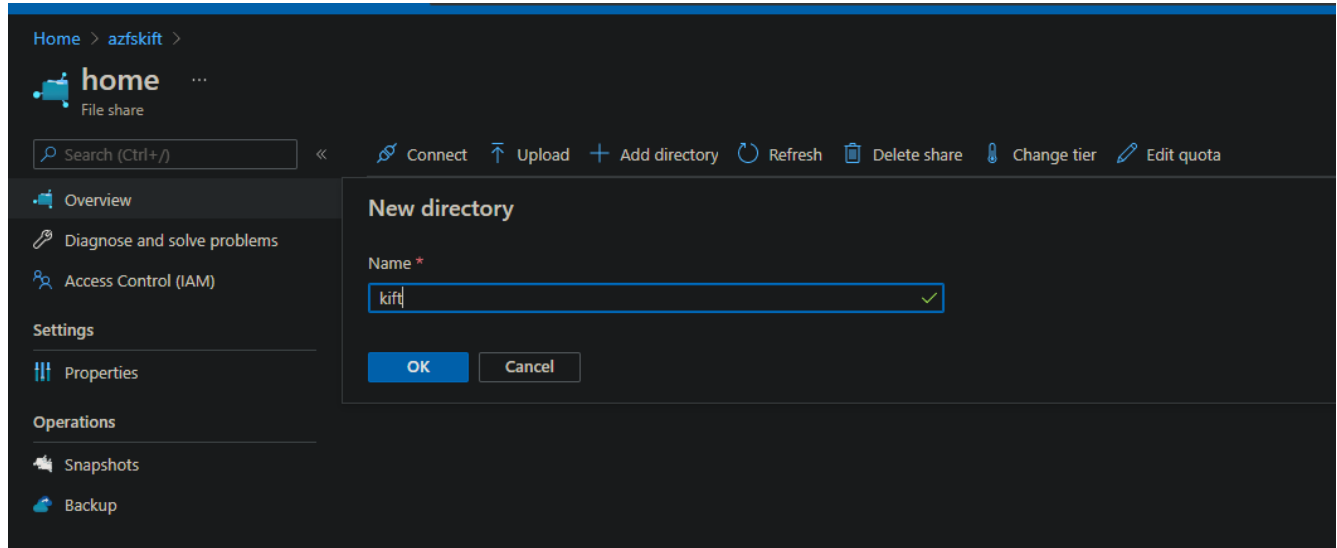 Home > azfskift >
home ...
File share
Search (Ctrl+/)
«
Connect Upload Add directory Refresh Delete share Change tier Edit quota
Overview
Diagnose and solve problems
Access Control (IAM)
Settings
Properties
Operations
Snapshots
Backup
New directory
Name *
kift
OK Cancel